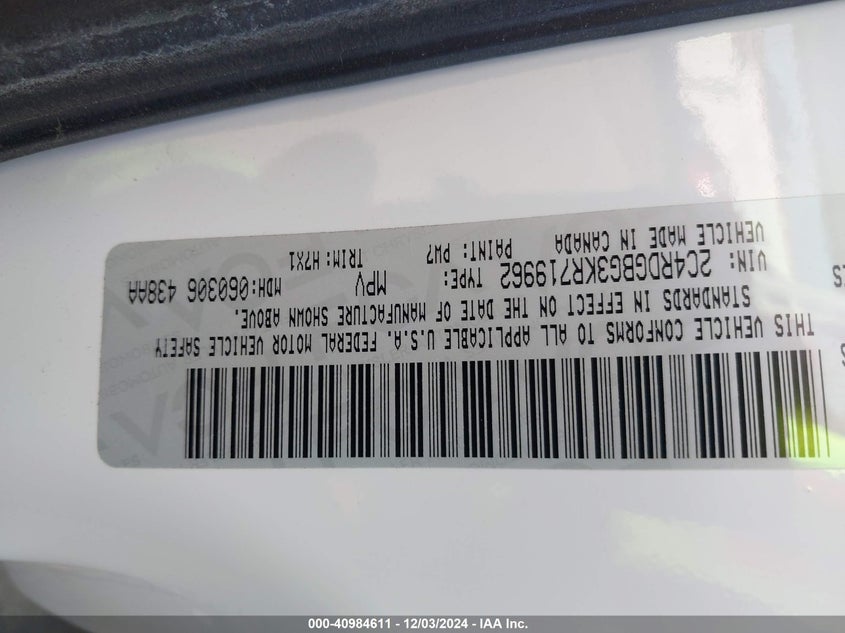 THIS VEHICLE CONFORMS TO ALL APPLICABLE U.S.A. FEDERAL MOTOR VEHICLE SAFETY
STANDARDS IN EFFECT ON THE DATE OF MANUFACTURE SHOWN ABOVE.
VIN: 2C4RDGBG3KR719962 TYPE: MPV MDH: 060306 438AA
PAINT: PW7 TRIM: H7X1
VEHICLE MADE IN CANADA
000-40984611 - 12/03/2024 - IAA Inc.